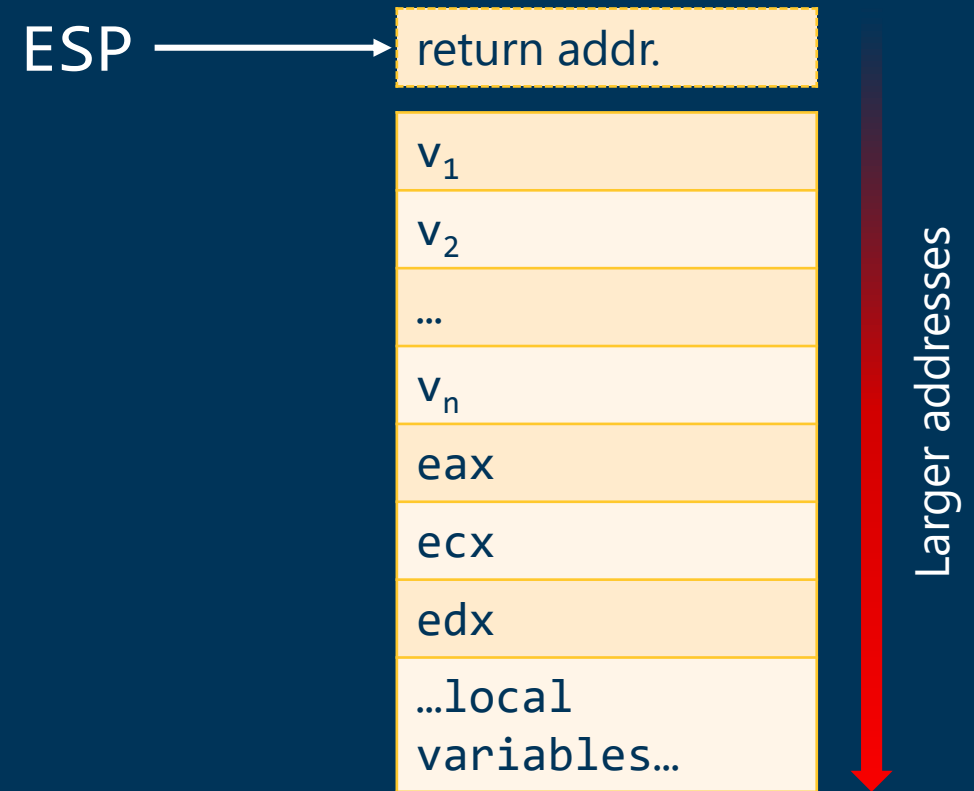 ESP
return addr.
v₁
v₂
…
vₙ
eax
ecx
edx
…local
variables…
Larger addresses